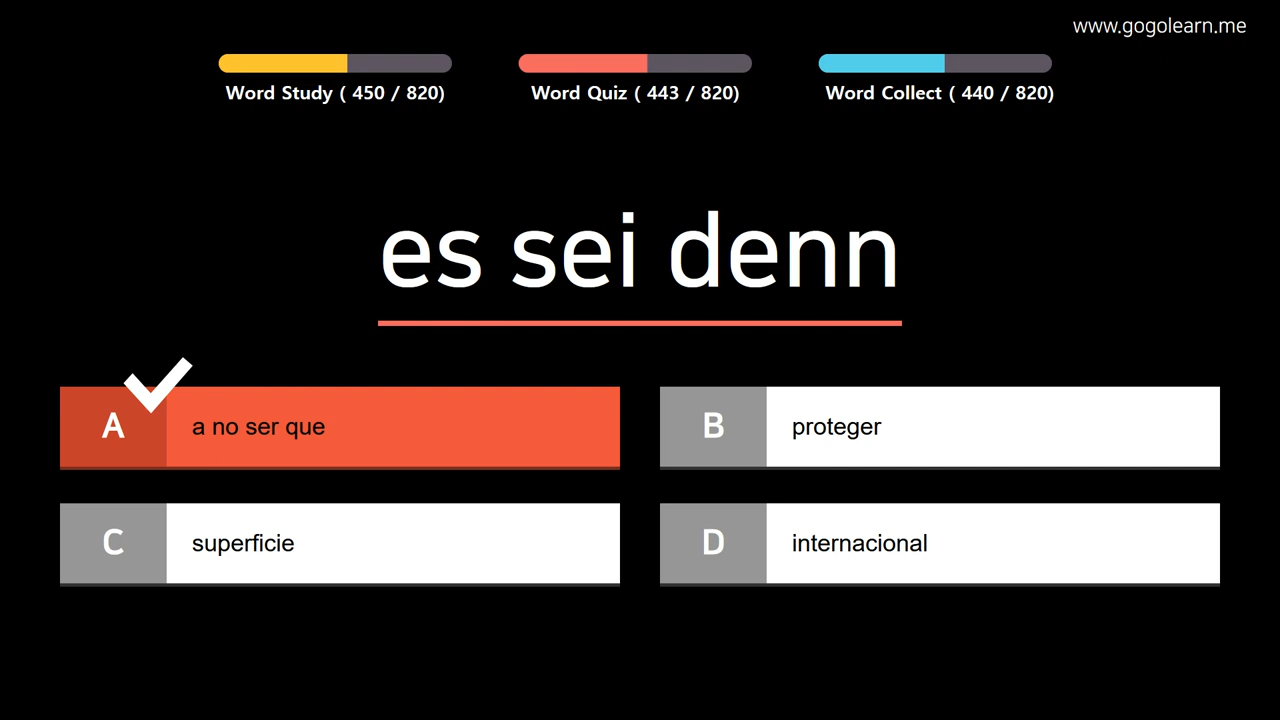 www.gogolearn.me
Word Study ( 450 / 820)
Word Quiz ( 443 / 820)
Word Collect ( 440 / 820)
es sei denn
A
a no ser que
B
proteger
C
superficie
D
internacional